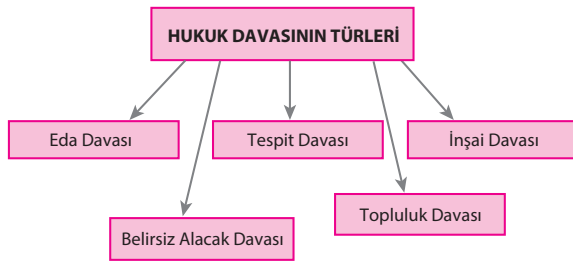 HUKUK DAVASININ TÜRLERİ
Eda Davası
Tespit Davası
İnşai Davası
Belirsiz Alacak Davası
Topluluk Davası